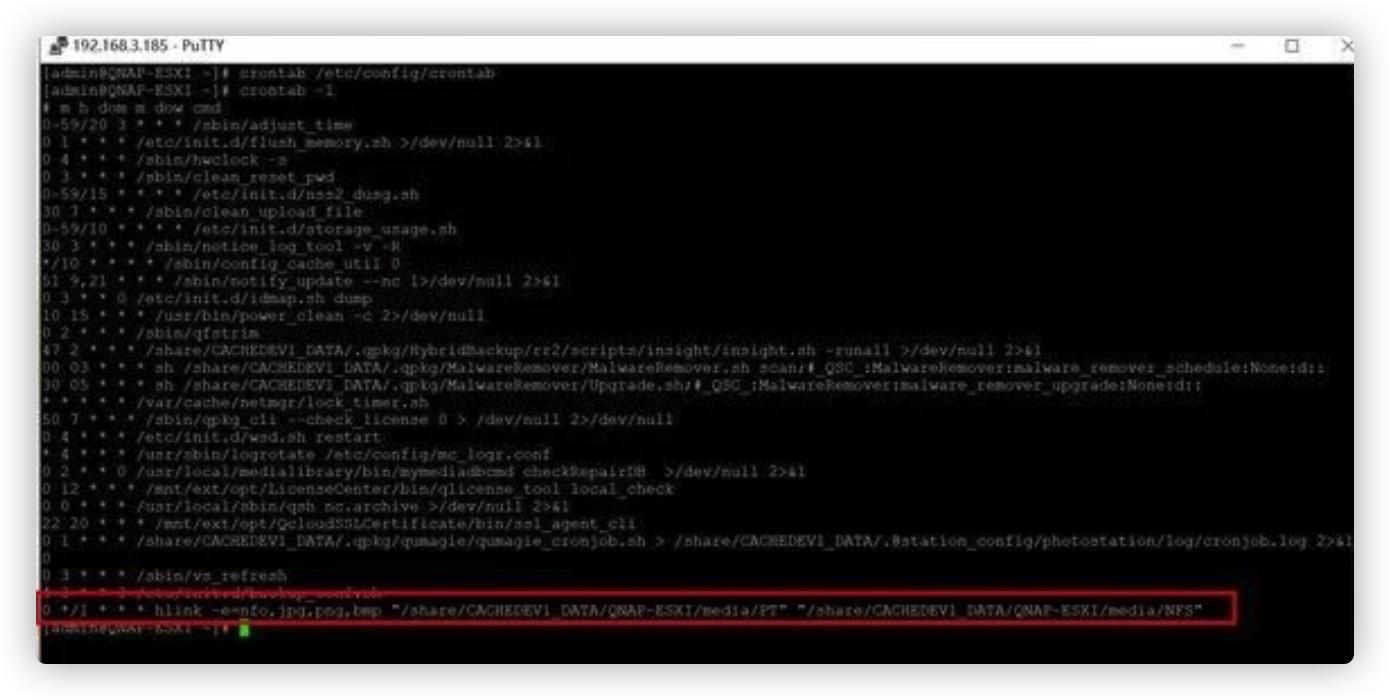 192.168.3.185 - PuTTY
[admin@QNAP-ESXI ~]# crontab /etc/config/crontab
[admin@QNAP-ESXI ~]# crontab -l
# m h dom m dow cmd
0-59/20 3 * * * /sbin/adjust_time
0 1 * * * /etc/init.d/flush_memory.sh >/dev/null 2>&1
0 4 * * * /sbin/hwclock -s
0 3 * * * /sbin/clean_reset_pwd
0-59/15 * * * * /etc/init.d/nss2_dusg.sh
30 7 * * * /sbin/clean_upload_file
0-59/10 * * * * /etc/init.d/storage_usage.sh
30 3 * * * /sbin/notice_log_tool -v -R
*/10 * * * * /sbin/config_cache_util 0
51 9,21 * * * /sbin/notify_update --nc 1>/dev/null 2>&1
0 3 * * 0 /etc/init.d/idmap.sh dump
10 15 * * * /usr/bin/power_clean -c 2>/dev/null
0 2 * * * /sbin/qfstrim
47 2 * * * /share/CACHEDEV1_DATA/.qpkg/HybridBackup/rr2/scripts/insight/insight.sh -runall >/dev/null 2>&1
00 03 * * * sh /share/CACHEDEV1_DATA/.qpkg/MalwareRemover/MalwareRemover.sh scan;#_QSC_:MalwareRemover:malware_remover_schedule:None:d::
30 05 * * * sh /share/CACHEDEV1_DATA/.qpkg/MalwareRemover/Upgrade.sh;#_QSC_:MalwareRemover:malware_remover_upgrade:None:d::
* * * * * /var/cache/netmgr/lock_timer.sh
50 7 * * * /sbin/qpkg_cli --check_license 0 > /dev/null 2>/dev/null
0 4 * * * /etc/init.d/wsd.sh restart
* 4 * * * /usr/sbin/logrotate /etc/config/mc_logr.conf
0 2 * * 0 /usr/local/medialibrary/bin/mymediadbcmd checkRepairDB >/dev/null 2>&1
0 12 * * * /mnt/ext/opt/LicenseCenter/bin/qlicense_tool local_check
0 0 * * * /usr/local/sbin/qsh nc.archive >/dev/null 2>&1
22 20 * * * /mnt/ext/opt/QcloudSSLCertificate/bin/ssl_agent_cli
0 1 * * * /share/CACHEDEV1_DATA/.qpkg/qumagie/qumagie_cronjob.sh > /share/CACHEDEV1_DATA/.@station_config/photostation/log/cronjob.log 2>&1
0
0 3 * * * /sbin/vs_refresh
0 */1 * * * hlink -e=nfo,jpg,png,bmp "/share/CACHEDEV1_DATA/QNAP-ESXI/media/PT" "/share/CACHEDEV1_DATA/QNAP-ESXI/media/NFS"
[admin@QNAP-ESXI ~]#